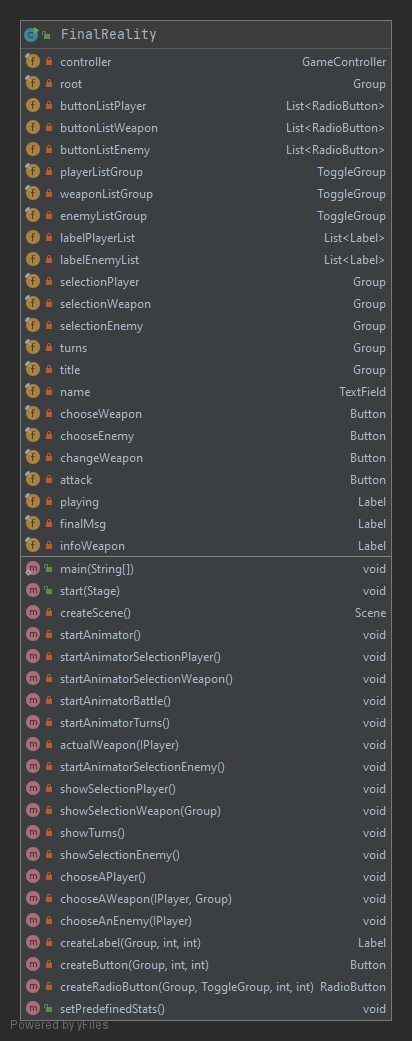 FinalReality
controller GameController
root Group
buttonListPlayer List<RadioButton>
buttonListWeapon List<RadioButton>
buttonListEnemy List<RadioButton>
playerListGroup ToggleGroup
weaponListGroup ToggleGroup
enemyListGroup ToggleGroup
labelPlayerList List<Label>
labelEnemyList List<Label>
selectionPlayer Group
selectionWeapon Group
selectionEnemy Group
turns Group
title Group
name TextField
chooseWeapon Button
chooseEnemy Button
changeWeapon Button
attack Button
playing Label
finalMsg Label
infoWeapon Label
main(String[]) void
start(Stage) void
createScene() Scene
startAnimator() void
startAnimatorSelectionPlayer() void
startAnimatorSelectionWeapon() void
startAnimatorBattle() void
startAnimatorTurns() void
actualWeapon(IPlayer) void
startAnimatorSelectionEnemy() void
showSelectionPlayer() void
showSelectionWeapon(Group) void
showTurns() void
showSelectionEnemy() void
chooseAPlayer() void
chooseAWeapon(IPlayer, Group) void
chooseAnEnemy(IPlayer) void
createLabel(Group, int, int) Label
createButton(Group, int, int) Button
createRadioButton(Group, ToggleGroup, int, int) RadioButton
setPredefinedStats() void
Powered by yFiles